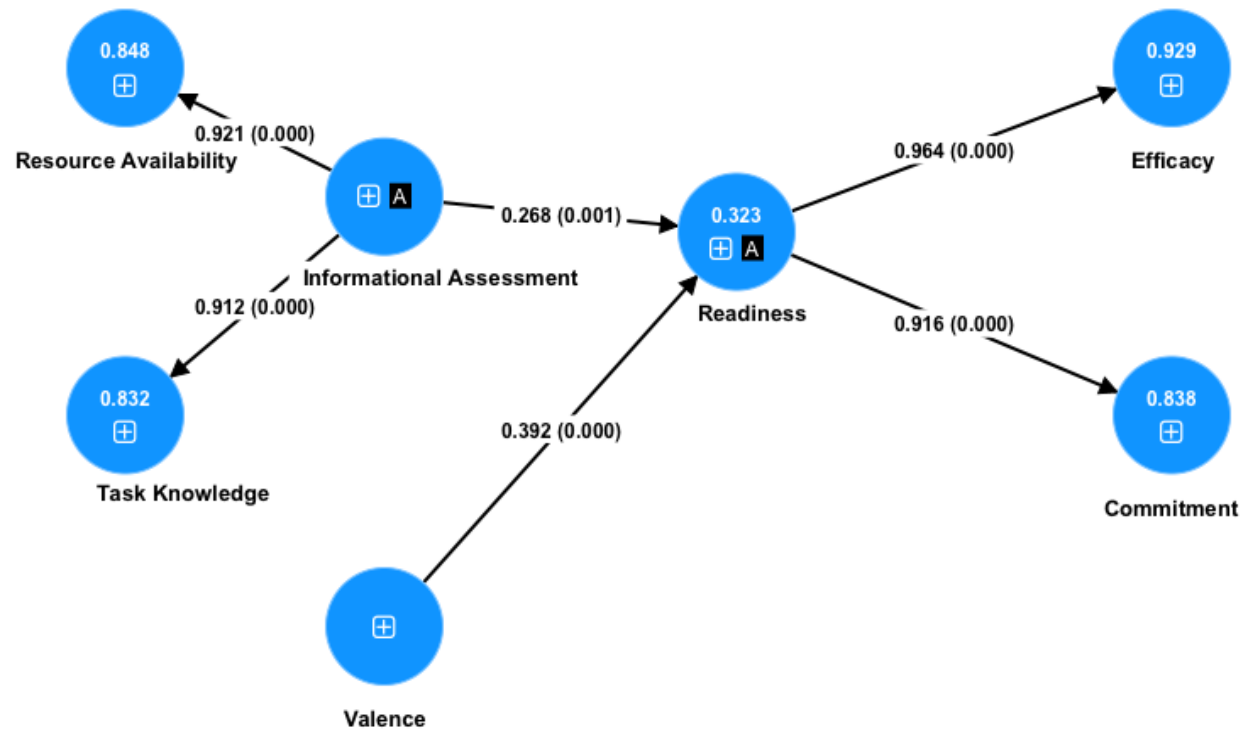 0.848
0.921 (0.000)
Resource Availability
A
Informational Assessment
0.268 (0.001)
0.912 (0.000)
0.832
Task Knowledge
0.323
A
Readiness
0.392 (0.000)
Valence
0.929
0.964 (0.000)
Efficacy
0.916 (0.000)
0.838
Commitment